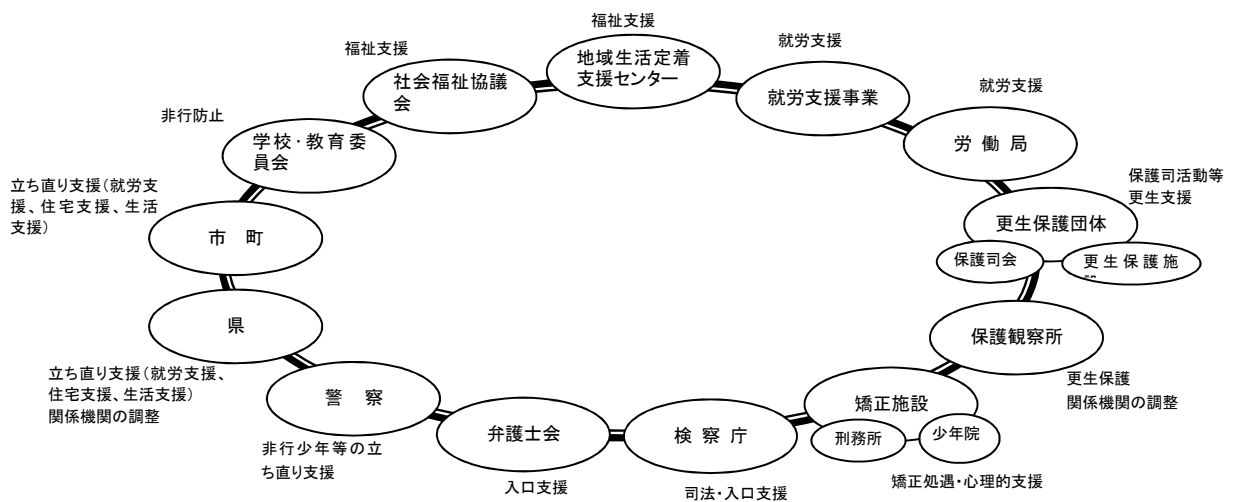 福祉支援
地域生活定着
支援センター
福祉支援
社会福祉協議
会
就労支援
就労支援事業
非行防止
学校・教育委
員会
就労支援
労働局
立ち直り支援(就労支
援、住宅支援、生活
支援)
市　町
保護司活動等
更生支援
更生保護団体
保護司会
更生保護施
県
立ち直り支援(就労支援、
住宅支援、生活支援)
関係機関の調整
保護観察所
更生保護
関係機関の調整
警　察
非行少年等の立
ち直り支援
矯正施設
刑務所
少年院
矯正処遇・心理的支援
弁護士会
入口支援
検察庁
司法・入口支援